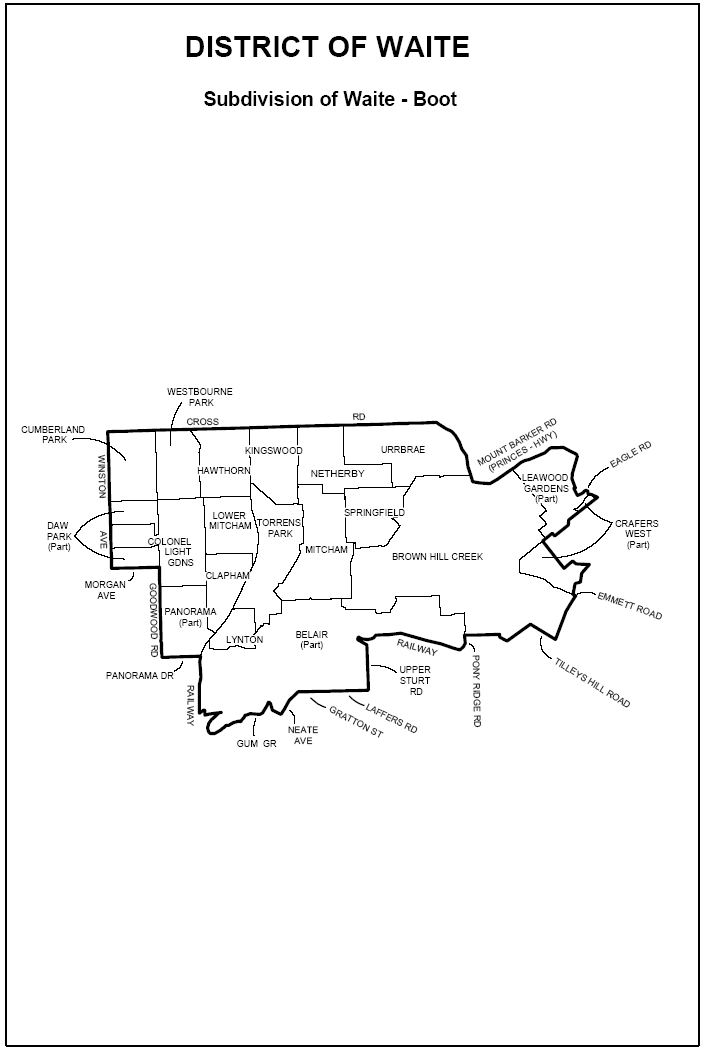 DISTRICT OF WAITE
Subdivision of Waite - Boot
WESTBOURNE
PARK
CROSS
RD
CUMBERLAND
PARK
MOUNT BARKER RD
(PRINCES - HWY)
EAGLE RD
KINGSWOOD
URRBRAE
HAWTHORN
NETHERBY
WINSTON
AVE
LEAWOOD
GARDENS
(Part)
DAW
PARK
(Part)
LOWER
MITCHAM
TORRENS
PARK
SPRINGFIELD
CRAFERS
WEST
(Part)
COLONEL
LIGHT
GDNS
MITCHAM
BROWN HILL CREEK
CLAPHAM
MORGAN
AVE
GOODWOOD RD
PANORAMA
(Part)
EMMETT ROAD
LYNTON
BELAIR
(Part)
RAILWAY
PANORAMA DR
UPPER
STURT
RD
PONY RIDGE RD
TILLEYS HILL ROAD
RAILWAY
LAFFERS RD
GRATTON ST
NEATE
AVE
GUM GR